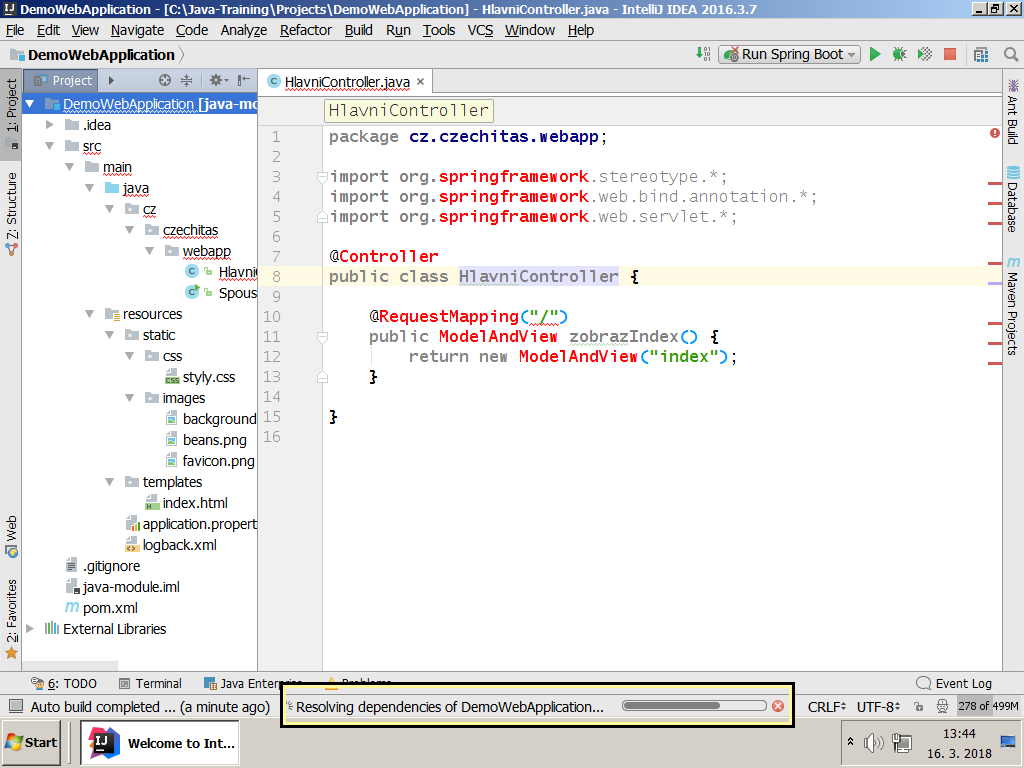 DemoWebApplication - [C:\Java-Training\Projects\DemoWebApplication] - HlavniController.java - IntelliJ IDEA 2016.3.7
File Edit View Navigate Code Analyze Refactor Build Run Tools VCS Window Help
DemoWebApplication
Run Spring Boot
1: Project
Z: Structure
Web
2: Favorites
Project
DemoWebApplication [java-mo
.idea
src
main
java
cz
czechitas
webapp
Hlavni
Spous
resources
static
css
styly.css
images
background
beans.png
favicon.png
templates
index.html
application.propert
logback.xml
.gitignore
java-module.iml
pom.xml
External Libraries
HlavniController.java
HlavniController
1 package cz.czechitas.webapp;
2
3 import org.springframework.stereotype.*;
4 import org.springframework.web.bind.annotation.*;
5 import org.springframework.web.servlet.*;
6
7 @Controller
8 public class HlavniController {
9
10 @RequestMapping("/")
11 public ModelAndView zobrazIndex() {
12 return new ModelAndView("index");
13 }
14
15 }
16
Ant Build
Database
Maven Projects
6: TODO Terminal Java Enterpris Problems Event Log
Auto build completed ... (a minute ago) Resolving dependencies of DemoWebApplication... CRLF UTF-8 278 of 499M
Start Welcome to Int... 13:44
16. 3. 2018